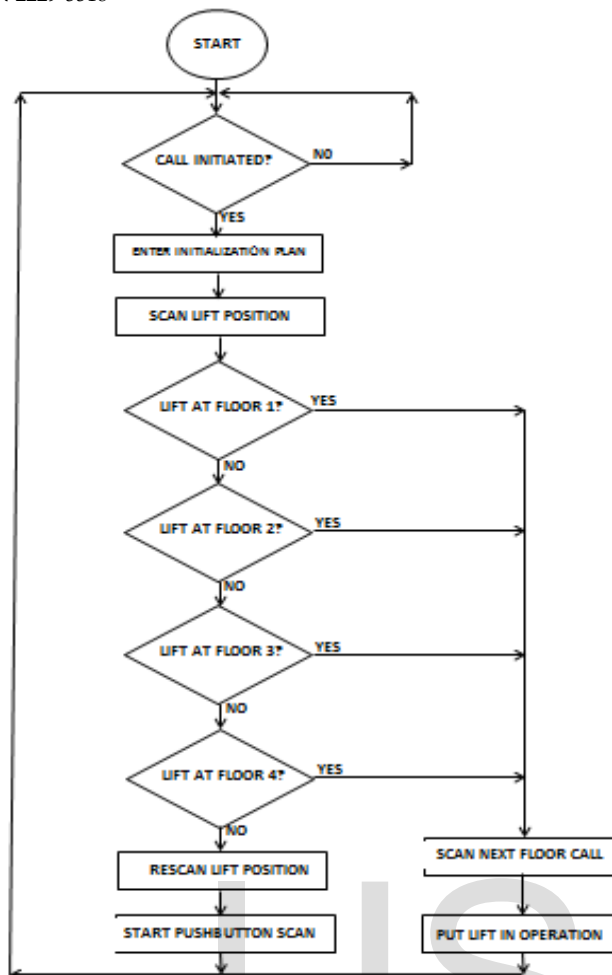 START
CALL INITIATED?
N0
YES
ENTER INITIALIZATION PLAN
SCAN LIFT POSITION
LIFT AT FLOOR 1?
YES
NO
LIFT AT FLOOR 2?
YES
NO
LIFT AT FLOOR 3?
YES
NO
LIFT AT FLOOR 4?
YES
NO
RESCAN LIFT POSITION
SCAN NEXT FLOOR CALL
START PUSHBUTTON SCAN
PUT LIFT IN OPERATION